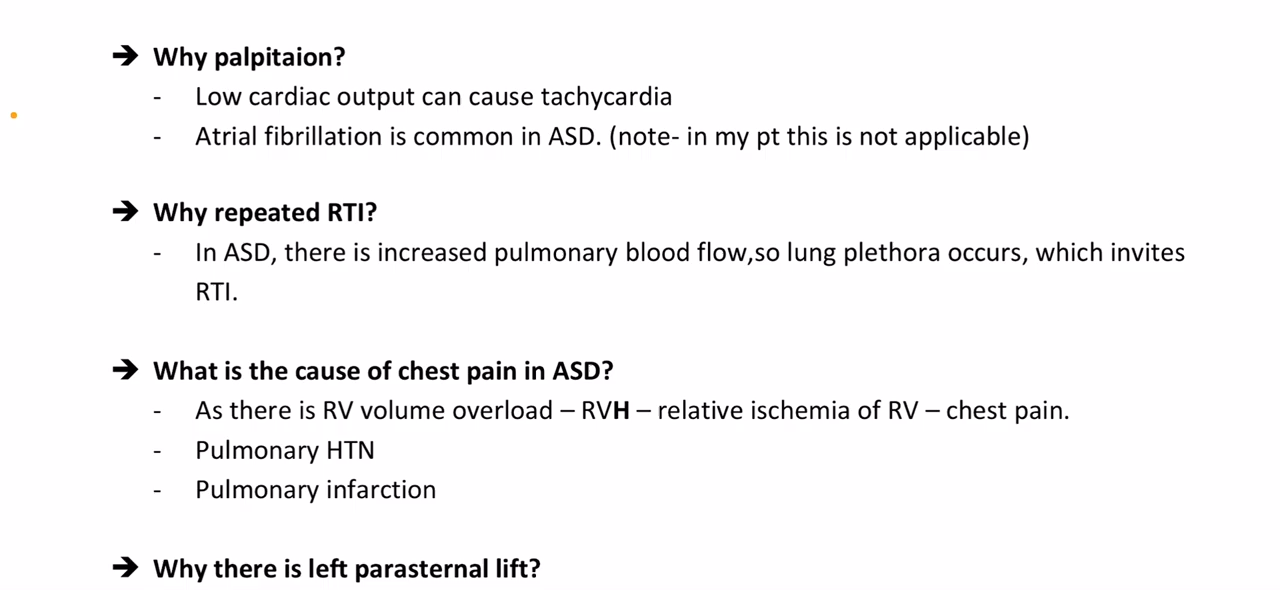 ➔ Why palpitaion?
- Low cardiac output can cause tachycardia
- Atrial fibrillation is common in ASD. (note- in my pt this is not applicable)
➔ Why repeated RTI?
- In ASD, there is increased pulmonary blood flow,so lung plethora occurs, which invites
RTI.
➔ What is the cause of chest pain in ASD?
- As there is RV volume overload – RVH – relative ischemia of RV – chest pain.
- Pulmonary HTN
- Pulmonary infarction
➔ Why there is left parasternal lift?